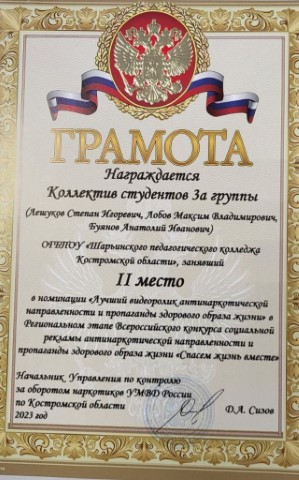 ГРАМОТА
Награждается
Коллектив студентов 3а группы
(Лешуков Степан Игоревич, Лобов Максим Владимирович,
Буянов Анатолий Иванович)
ОГБПОУ «Шарьинского педагогического колледжа
Костромской области», занявший
II место
в номинации «Лучший видеоролик антинаркотической
направленности и пропаганды здорового образа жизни» в
Региональном этапе Всероссийского конкурса социальной
рекламы антинаркотической направленности и
пропаганды здорового образа жизни «Спасем жизнь вместе»
Начальник Управления по контролю
за оборотом наркотиков УМВД России
по Костромской области
Д.А. Сизов
2023 год